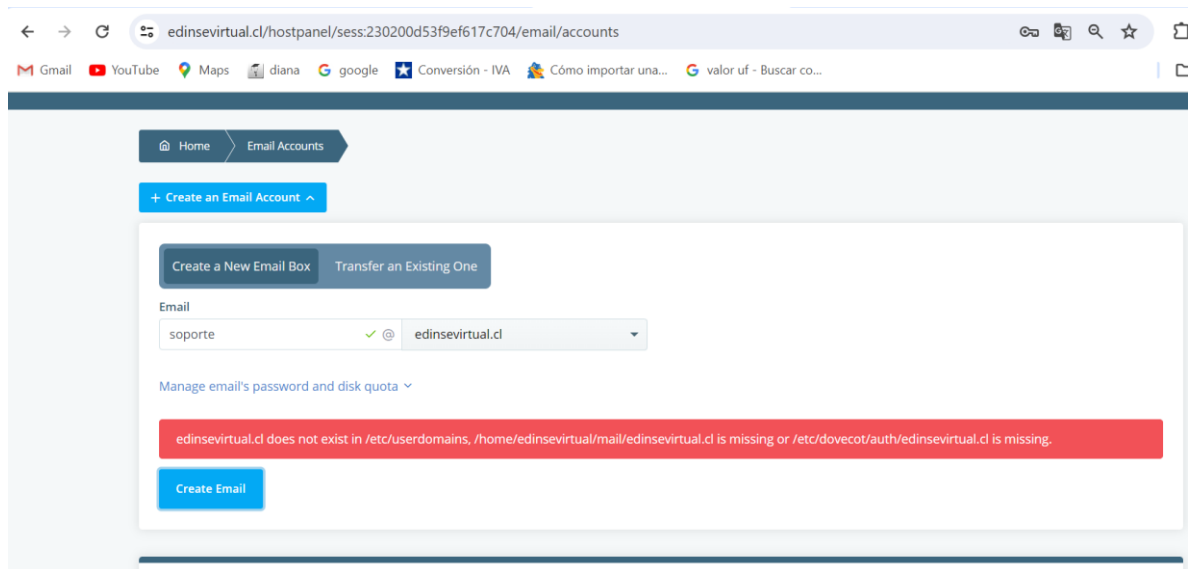 edinsevirtual.cl/hostpanel/sess:230200d53f9ef617c704/email/accounts
Gmail YouTube Maps diana google Conversión - IVA Cómo importar una... valor uf - Buscar co...
Home Email Accounts
+ Create an Email Account
Create a New Email Box Transfer an Existing One
Email
soporte @ edinsevirtual.cl
Manage email's password and disk quota
edinsevirtual.cl does not exist in /etc/userdomains, /home/edinsevirtual/mail/edinsevirtual.cl is missing or /etc/dovecot/auth/edinsevirtual.cl is missing.
Create Email